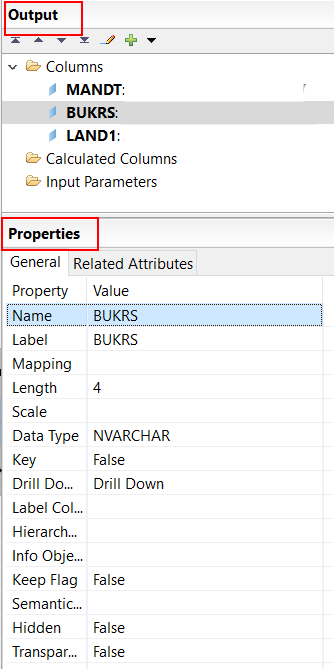 Output
Columns
MANDT:
BUKRS:
LAND1:
Calculated Columns
Input Parameters
Properties
General Related Attributes
Property Value
Name BUKRS
Label BUKRS
Mapping
Length 4
Scale
Data Type NVARCHAR
Key False
Drill Do... Drill Down
Label Col...
Hierarch...
Info Obje...
Keep Flag False
Semantic...
Hidden False
Transpar... False